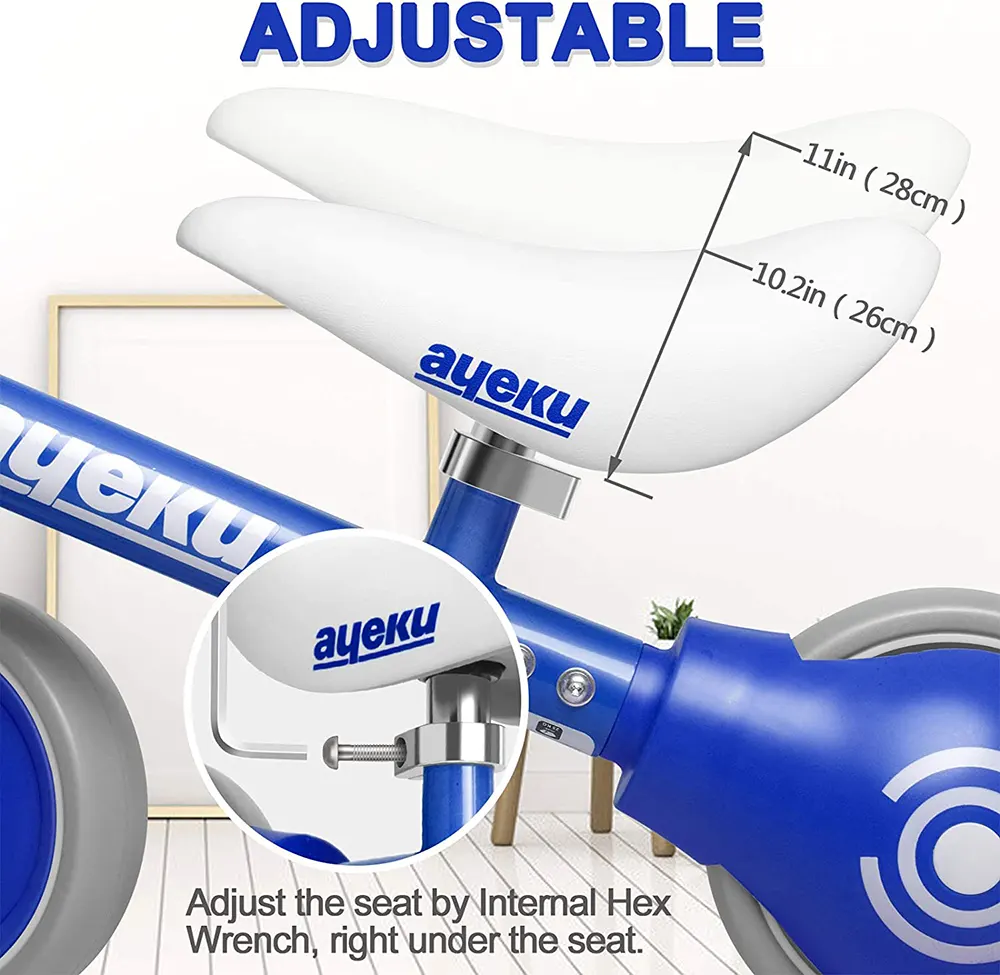 ADJUSTABLE
11in ( 28cm )
10.2in ( 26cm )
ayeku
ayeku
ayeku
Adjust the seat by Internal Hex
Wrench, right under the seat.